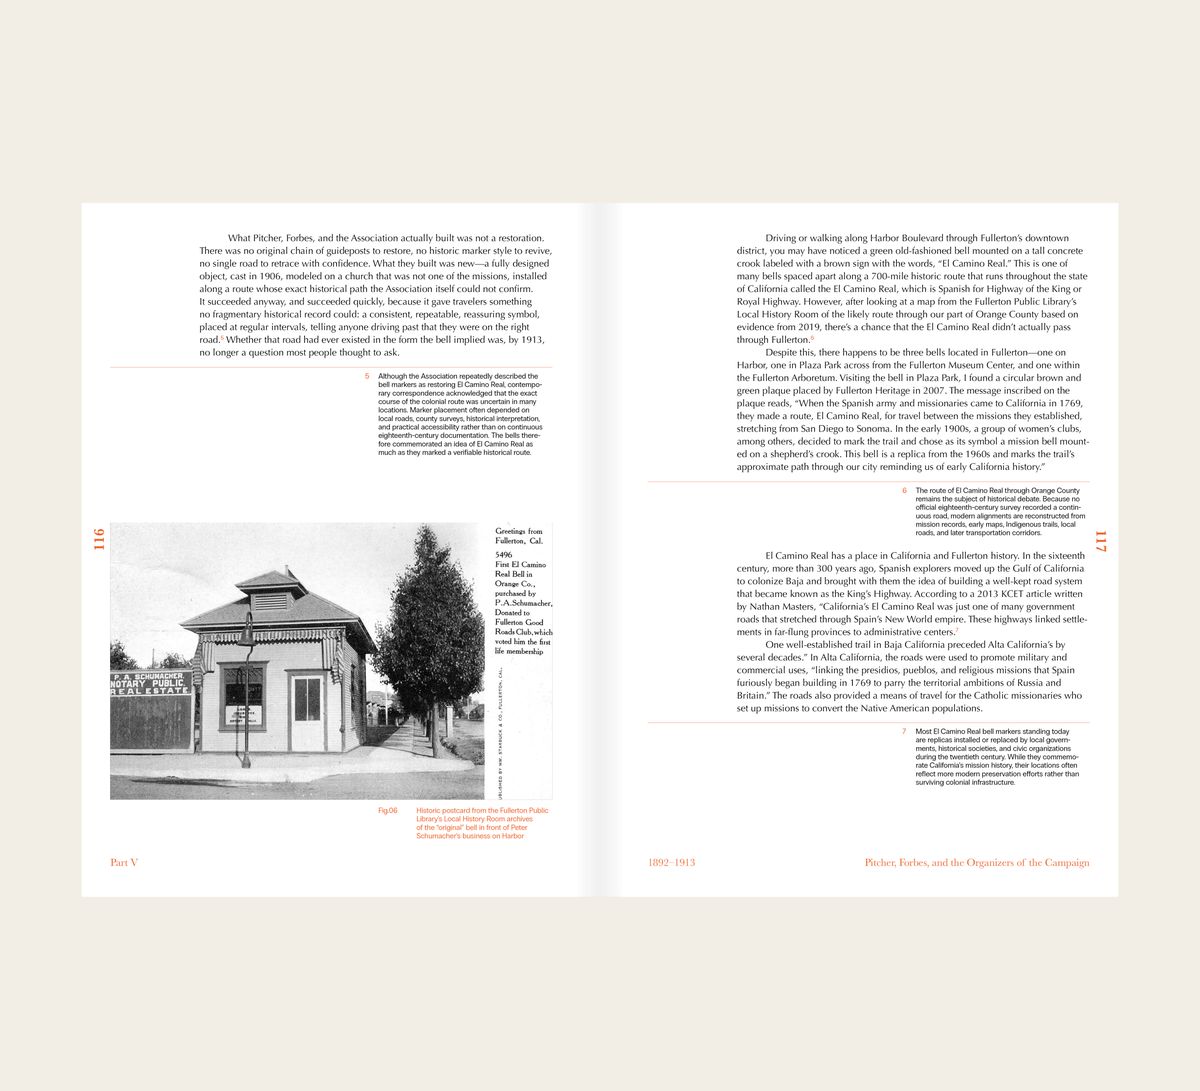 What Pitcher, Forbes, and the Association actually built was not a restoration.
There was no original chain of guideposts to restore, no historic marker style to revive,
no single road to retrace with confidence. What they built was new—a fully designed
object, cast in 1906, modeled on a church that was not one of the missions, installed
along a route whose exact historical path the Association itself could not confirm.
It succeeded anyway, and succeeded quickly, because it gave travelers something
no fragmentary historical record could: a consistent, repeatable, reassuring symbol,
placed at regular intervals, telling anyone driving past that they were on the right
road.5 Whether that road had ever existed in the form the bell implied was, by 1913,
no longer a question most people thought to ask.
5 Although the Association repeatedly described the
bell markers as restoring El Camino Real, contempo-
rary correspondence acknowledged that the exact
course of the colonial route was uncertain in many
locations. Marker placement often depended on
local roads, county surveys, historical interpretation,
and practical accessibility rather than on continuous
eighteenth-century documentation. The bells there-
fore commemorated an idea of El Camino Real as
much as they marked a verifiable historical route.
116
Greetings from
Fullerton, Cal.
5496
First El Camino
Real Bell in
Orange Co.,
purchased by
P.A.Schumacher,
Donated to
Fullerton Good
Roads Club, which
voted him the first
life membership
UBLISHED BY WM. STARBUCK & CO., FULLERTON, CAL.
P. A. SCHUMACHER.
NOTARY PUBLIC.
REAL ESTATE
Fig.06 Historic postcard from the Fullerton Public
Library's Local History Room archives
of the "original" bell in front of Peter
Schumacher's business on Harbor
Part V
Driving or walking along Harbor Boulevard through Fullerton's downtown
district, you may have noticed a green old-fashioned bell mounted on a tall concrete
crook labeled with a brown sign with the words, "El Camino Real." This is one of
many bells spaced apart along a 700-mile historic route that runs throughout the state
of California called the El Camino Real, which is Spanish for Highway of the King or
Royal Highway. However, after looking at a map from the Fullerton Public Library's
Local History Room of the likely route through our part of Orange County based on
evidence from 2019, there's a chance that the El Camino Real didn't actually pass
through Fullerton.6
Despite this, there happens to be three bells located in Fullerton—one on
Harbor, one in Plaza Park across from the Fullerton Museum Center, and one within
the Fullerton Arboretum. Visiting the bell in Plaza Park, I found a circular brown and
green plaque placed by Fullerton Heritage in 2007. The message inscribed on the
plaque reads, "When the Spanish army and missionaries came to California in 1769,
they made a route, El Camino Real, for travel between the missions they established,
stretching from San Diego to Sonoma. In the early 1900s, a group of women's clubs,
among others, decided to mark the trail and chose as its symbol a mission bell mount-
ed on a shepherd's crook. This bell is a replica from the 1960s and marks the trail's
approximate path through our city reminding us of early California history."
6 The route of El Camino Real through Orange County
remains the subject of historical debate. Because no
official eighteenth-century survey recorded a contin-
uous road, modern alignments are reconstructed from
mission records, early maps, Indigenous trails, local
roads, and later transportation corridors.
117
El Camino Real has a place in California and Fullerton history. In the sixteenth
century, more than 300 years ago, Spanish explorers moved up the Gulf of California
to colonize Baja and brought with them the idea of building a well-kept road system
that became known as the King's Highway. According to a 2013 KCET article written
by Nathan Masters, "California's El Camino Real was just one of many government
roads that stretched through Spain's New World empire. These highways linked settle-
ments in far-flung provinces to administrative centers.7
One well-established trail in Baja California preceded Alta California's by
several decades." In Alta California, the roads were used to promote military and
commercial uses, "linking the presidios, pueblos, and religious missions that Spain
furiously began building in 1769 to parry the territorial ambitions of Russia and
Britain." The roads also provided a means of travel for the Catholic missionaries who
set up missions to convert the Native American populations.
7 Most El Camino Real bell markers standing today
are replicas installed or replaced by local govern-
ments, historical societies, and civic organizations
during the twentieth century. While they commemo-
rate California's mission history, their locations often
reflect more modern preservation efforts rather than
surviving colonial infrastructure.
1892–1913
Pitcher, Forbes, and the Organizers of the Campaign